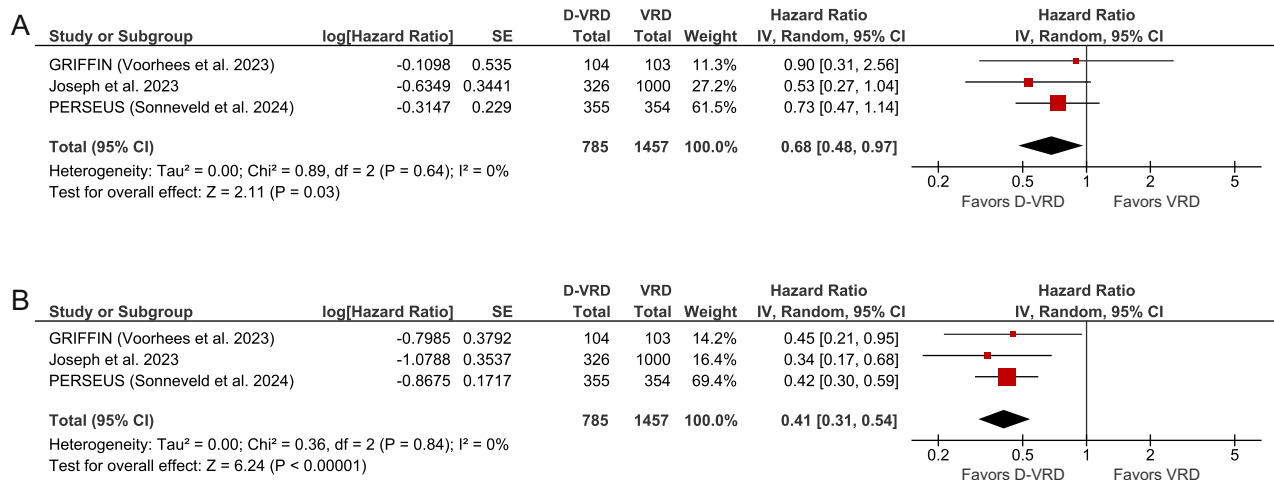 A
D-VRD VRD Hazard Ratio Hazard Ratio
Study or Subgroup log[Hazard Ratio] SE Total Total Weight IV, Random, 95% CI IV, Random, 95% CI
GRIFFIN (Voorhees et al. 2023) -0.1098 0.535 104 103 11.3% 0.90 [0.31, 2.56]
Joseph et al. 2023 -0.6349 0.3441 326 1000 27.2% 0.53 [0.27, 1.04]
PERSEUS (Sonneveld et al. 2024) -0.3147 0.229 355 354 61.5% 0.73 [0.47, 1.14]
Total (95% CI) 785 1457 100.0% 0.68 [0.48, 0.97]
Heterogeneity: Tau² = 0.00; Chi² = 0.89, df = 2 (P = 0.64); I² = 0%
Test for overall effect: Z = 2.11 (P = 0.03)
0.2 0.5 1 2 5
Favors D-VRD Favors VRD
B
D-VRD VRD Hazard Ratio Hazard Ratio
Study or Subgroup log[Hazard Ratio] SE Total Total Weight IV, Random, 95% CI IV, Random, 95% CI
GRIFFIN (Voorhees et al. 2023) -0.7985 0.3792 104 103 14.2% 0.45 [0.21, 0.95]
Joseph et al. 2023 -1.0788 0.3537 326 1000 16.4% 0.34 [0.17, 0.68]
PERSEUS (Sonneveld et al. 2024) -0.8675 0.1717 355 354 69.4% 0.42 [0.30, 0.59]
Total (95% CI) 785 1457 100.0% 0.41 [0.31, 0.54]
Heterogeneity: Tau² = 0.00; Chi² = 0.36, df = 2 (P = 0.84); I² = 0%
Test for overall effect: Z = 6.24 (P < 0.00001)
0.2 0.5 1 2 5
Favors D-VRD Favors VRD